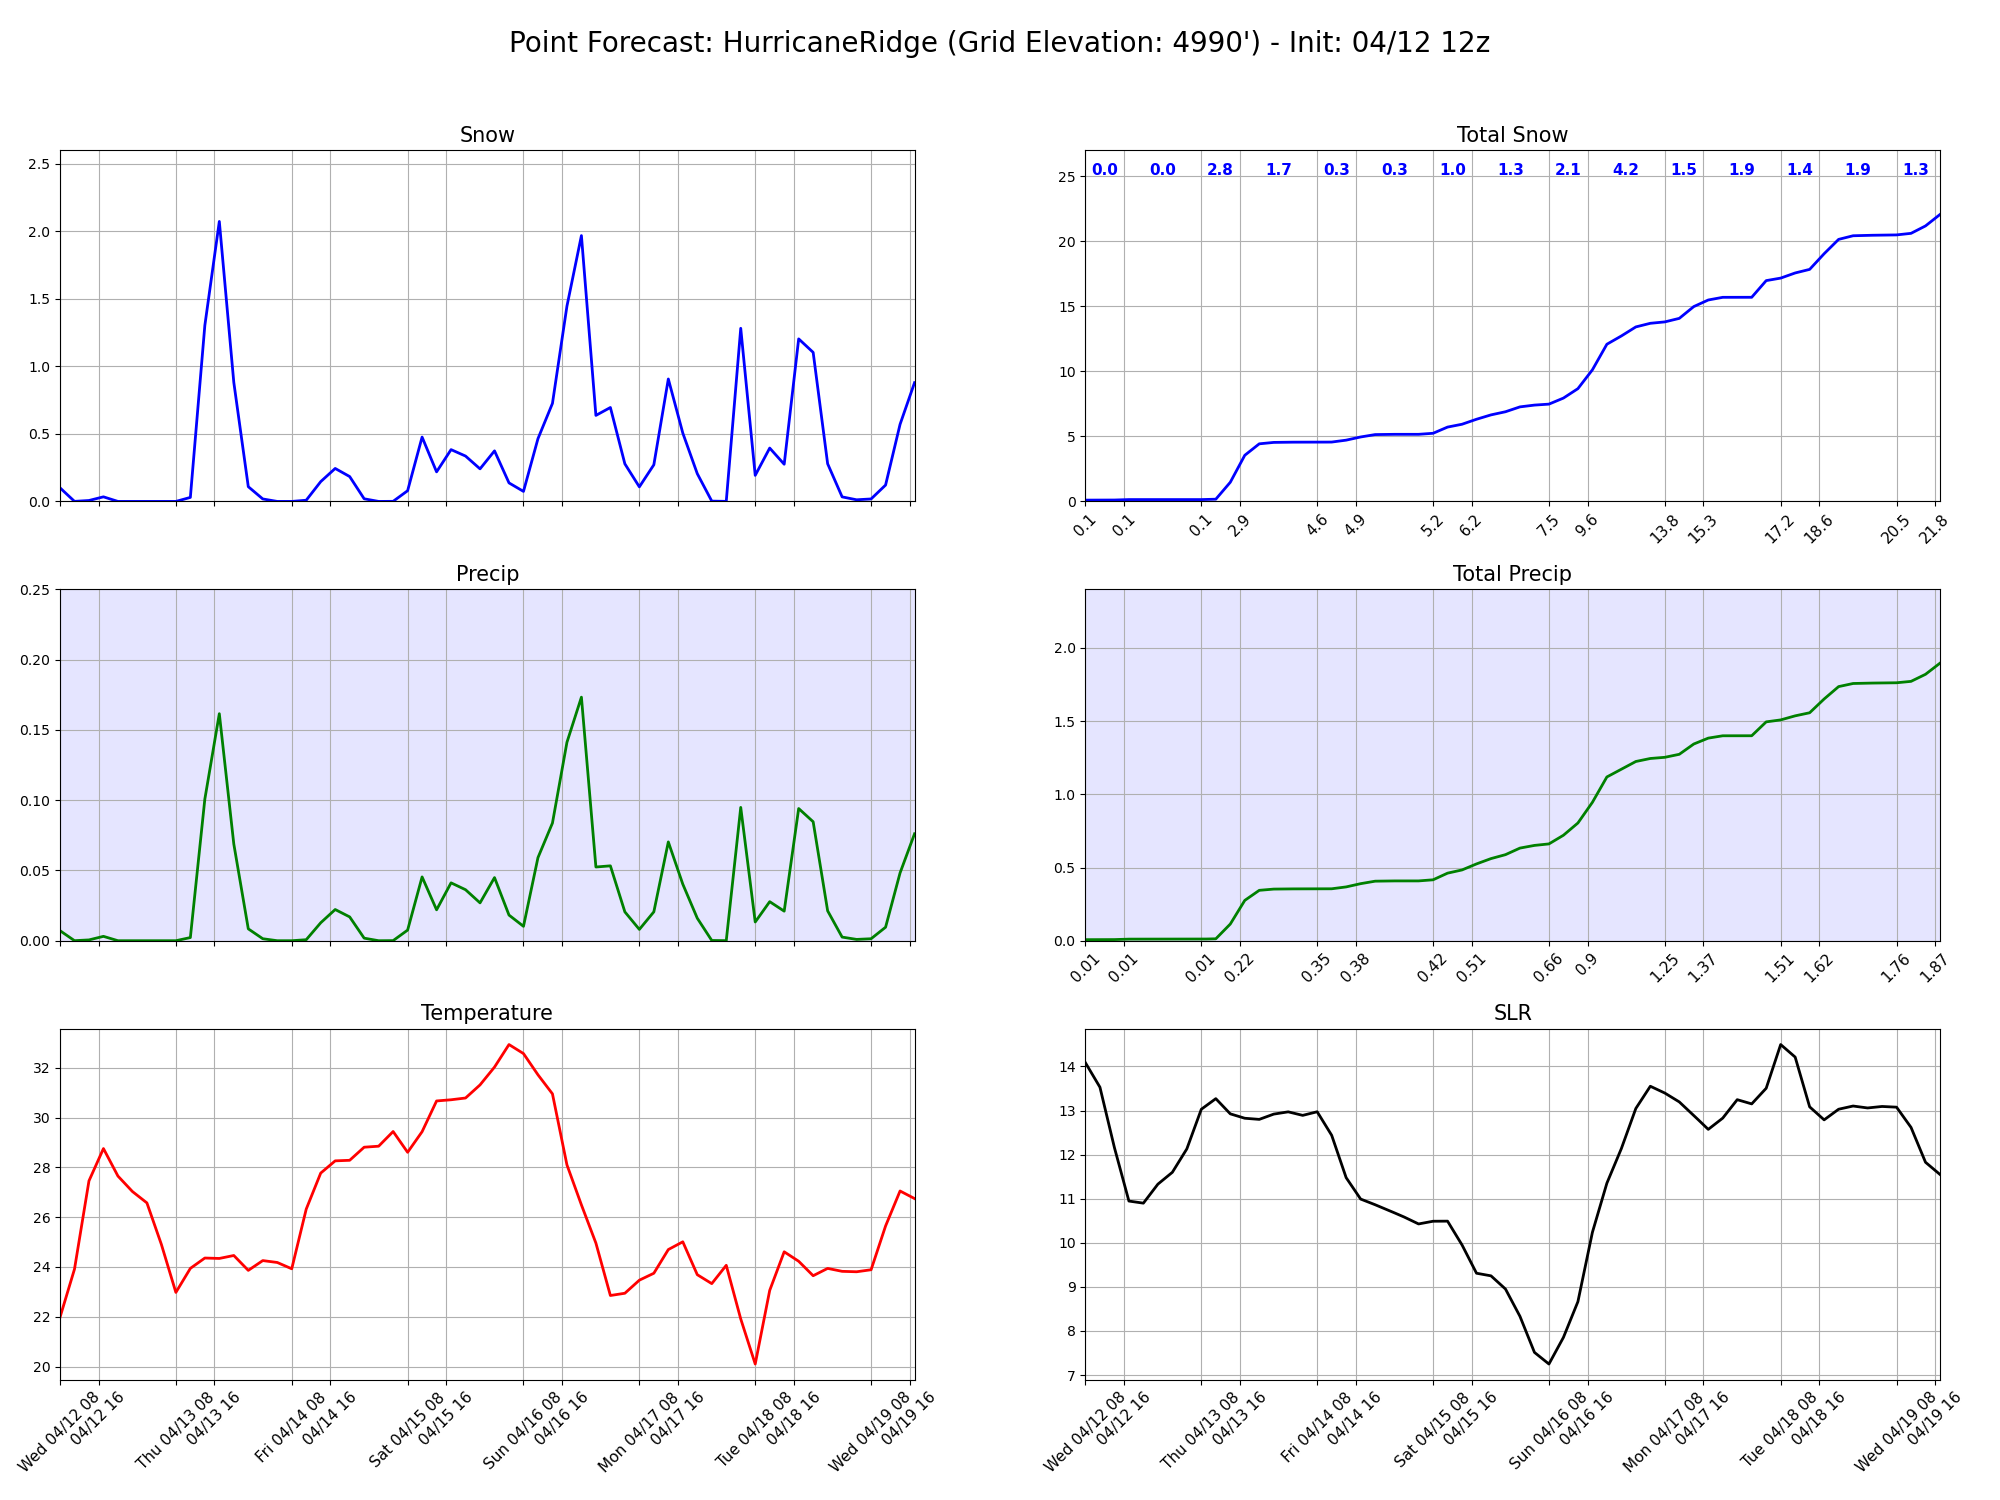 Point Forecast: HurricaneRidge (Grid Elevation: 4990') - Init: 04/12 12z
Snow
2.5
2.0
1.5
1.0
0.5
0.0
Total Snow
0.0 0.0 2.8 1.7 0.3 0.3 1.0 1.3 2.1 4.2 1.5 1.9 1.4 1.9 1.3
25
20
15
10
5
0
0.1 0.1 0.1 2.9 4.6 4.9 5.2 6.2 7.5 9.6 13.8 15.3 17.2 18.6 20.5 21.8
Precip
0.25
0.20
0.15
0.10
0.05
0.00
Total Precip
2.0
1.5
1.0
0.5
0.0
0.01 0.01 0.01 0.22 0.35 0.38 0.42 0.51 0.66 0.9 1.25 1.37 1.51 1.62 1.76 1.87
Temperature
32
30
28
26
24
22
20
Wed 04/12 08
04/12 16
Thu 04/13 08
04/13 16
Fri 04/14 08
04/14 16
Sat 04/15 08
04/15 16
Sun 04/16 08
04/16 16
Mon 04/17 08
04/17 16
Tue 04/18 08
04/18 16
Wed 04/19 08
04/19 16
SLR
14
13
12
11
10
9
8
7
Wed 04/12 08
04/12 16
Thu 04/13 08
04/13 16
Fri 04/14 08
04/14 16
Sat 04/15 08
04/15 16
Sun 04/16 08
04/16 16
Mon 04/17 08
04/17 16
Tue 04/18 08
04/18 16
Wed 04/19 08
04/19 16